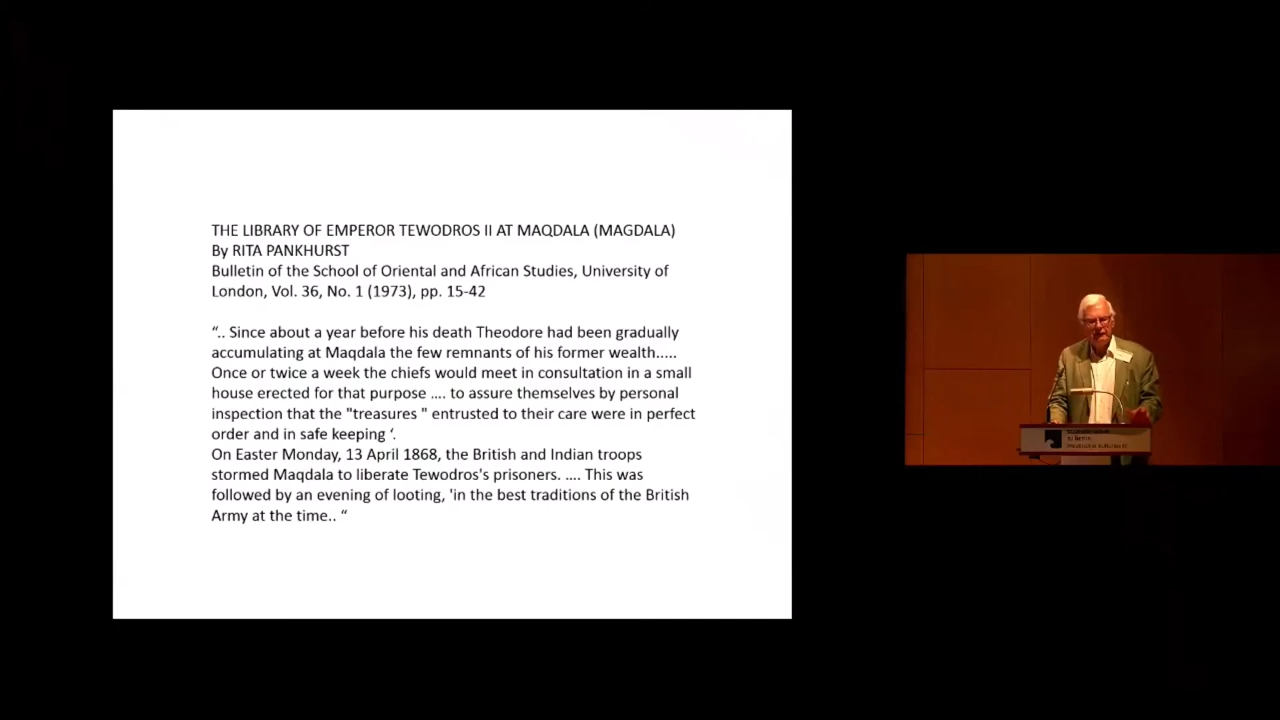 THE LIBRARY OF EMPEROR TEWODROS II AT MAQDALA (MAGDALA)
By RITA PANKHURST
Bulletin of the School of Oriental and African Studies, University of
London, Vol. 36, No. 1 (1973), pp. 15-42
“.. Since about a year before his death Theodore had been gradually
accumulating at Maqdala the few remnants of his former wealth.....
Once or twice a week the chiefs would meet in consultation in a small
house erected for that purpose .... to assure themselves by personal
inspection that the "treasures " entrusted to their care were in perfect
order and in safe keeping ‘.
On Easter Monday, 13 April 1868, the British and Indian troops
stormed Maqdala to liberate Tewodros's prisoners. .... This was
followed by an evening of looting, 'in the best traditions of the British
Army at the time.. “